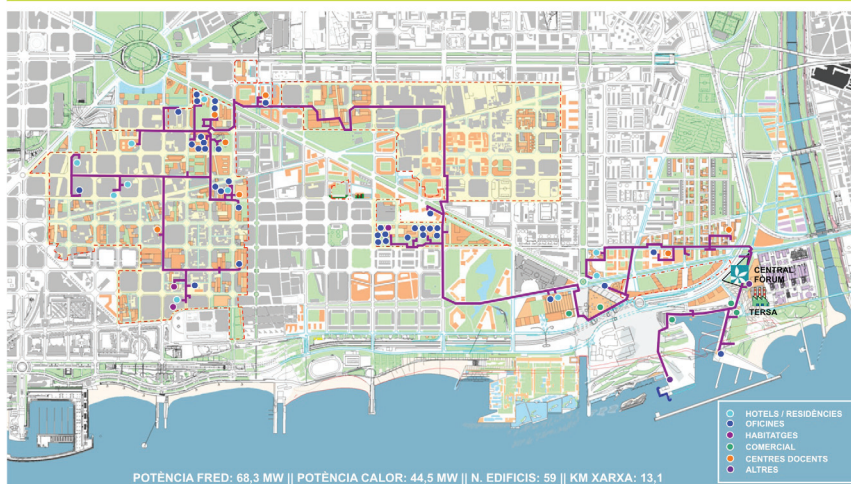 CENTRAL
FÒRUM
TERSA
HOTELS / RESIDÈNCIES
OFICINES
HABITATGES
COMERCIAL
CENTRES DOCENTS
ALTRES
POTÈNCIA FRED: 68,3 MW || POTÈNCIA CALOR: 44,5 MW || N. EDIFICIS: 59 || KM XARXA: 13,1